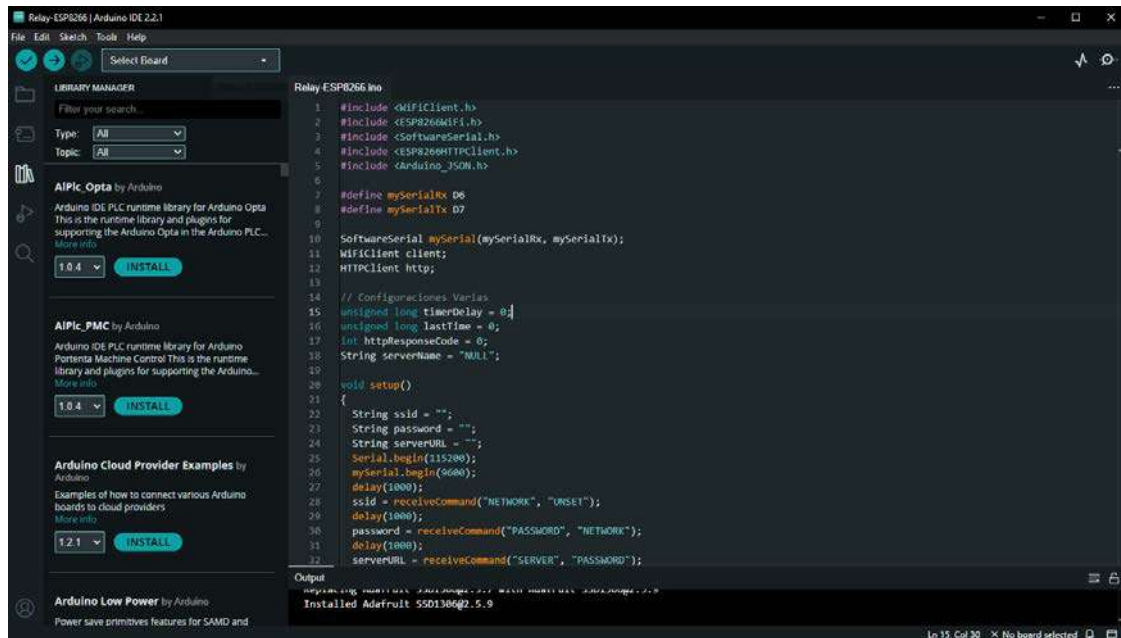 Relay-ESP8266 | Arduino IDE 2.2.1
File Edit Sketch Tools Help
Select Board
LIBRARY MANAGER
Filter your search...
Type: All
Topic: All
AlPlc_Opta by Arduino
Arduino IDE PLC runtime library for Arduino Opta
This is the runtime library and plugins for
supporting the Arduino Opta in the Arduino PLC...
More info
1.0.4 INSTALL
AlPlc_PMC by Arduino
Arduino IDE PLC runtime library for Arduino
Portenta Machine Control This is the runtime
library and plugins for supporting the Arduino...
More info
1.0.4 INSTALL
Arduino Cloud Provider Examples by
Arduino
Examples of how to connect various Arduino
boards to cloud providers
More info
1.2.1 INSTALL
Arduino Low Power by Arduino
Power save primitives features for SAMD and
Relay-ESP8266.ino
1 #include <WiFiClient.h>
2 #include <ESP8266WiFi.h>
3 #include <SoftwareSerial.h>
4 #include <ESP8266HTTPClient.h>
5 #include <Arduino_JSON.h>
6
7 #define mySerialRx D6
8 #define mySerialTx D7
9
10 SoftwareSerial mySerial(mySerialRx, mySerialTx);
11 WiFiClient client;
12 HTTPClient http;
13
14 // Configuraciones Varias
15 unsigned long timerDelay = 0;
16 unsigned long lastTime = 0;
17 int httpResponseCode = 0;
18 String serverName = "NULL";
19
20 void setup()
21 {
22 String ssid = "";
23 String password = "";
24 String serverURL = "";
25 Serial.begin(115200);
26 mySerial.begin(9600);
27 delay(1000);
28 ssid = receiveCommand("NETWORK", "UNSET");
29 delay(1000);
30 password = receiveCommand("PASSWORD", "NETWORK");
31 delay(1000);
32 serverURL = receiveCommand("SERVER", "PASSWORD");
Output
Installed Adafruit SSD1306@2.5.9
Ln 15, Col 30 × No board selected